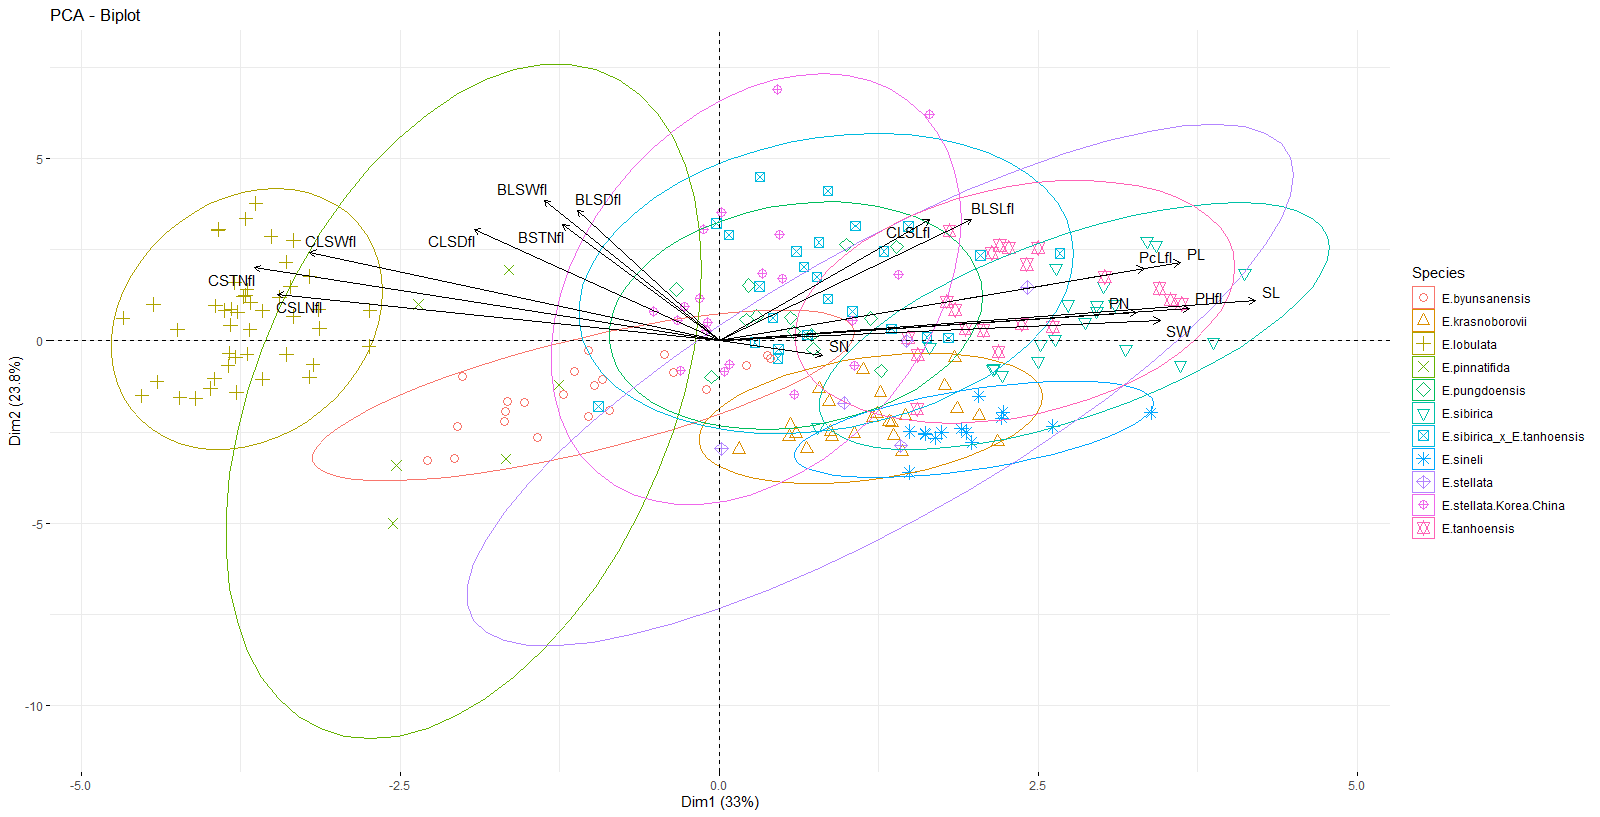 PCA - Biplot
Dim2 (23.8%)
5
0
-5
-10
-5.0
-2.5
0.0
2.5
5.0
Dim1 (33%)
BLSWfl
BLSDfl
CLSDfl
BSTNfl
CLSWfl
CSTNfl
CSLNfl
BLSLfl
CLSLfl
PcLfl
PL
SL
PN
PHfl
SW
SN
Species
E.byunsanensis
E.krasnoborovii
E.lobulata
E.pinnatifida
E.pungdoensis
E.sibirica
E.sibirica_x_E.tanhoensis
E.sineli
E.stellata
E.stellata.Korea.China
E.tanhoensis